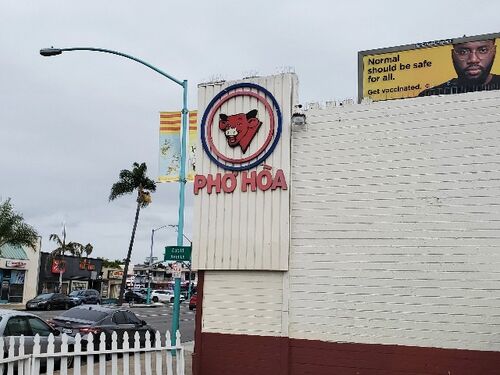 Normal
should be safe
for all.
Get vaccinated.
PHỞ HÒA